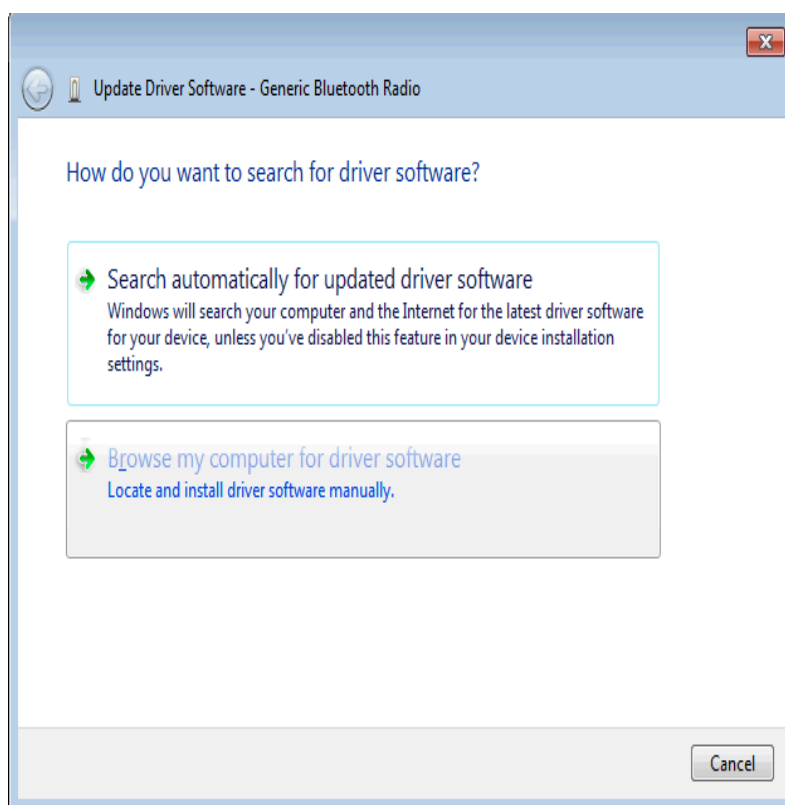 Update Driver Software - Generic Bluetooth Radio
How do you want to search for driver software?
Search automatically for updated driver software
Windows will search your computer and the Internet for the latest driver software
for your device, unless you've disabled this feature in your device installation
settings.
Browse my computer for driver software
Locate and install driver software manually.
Cancel